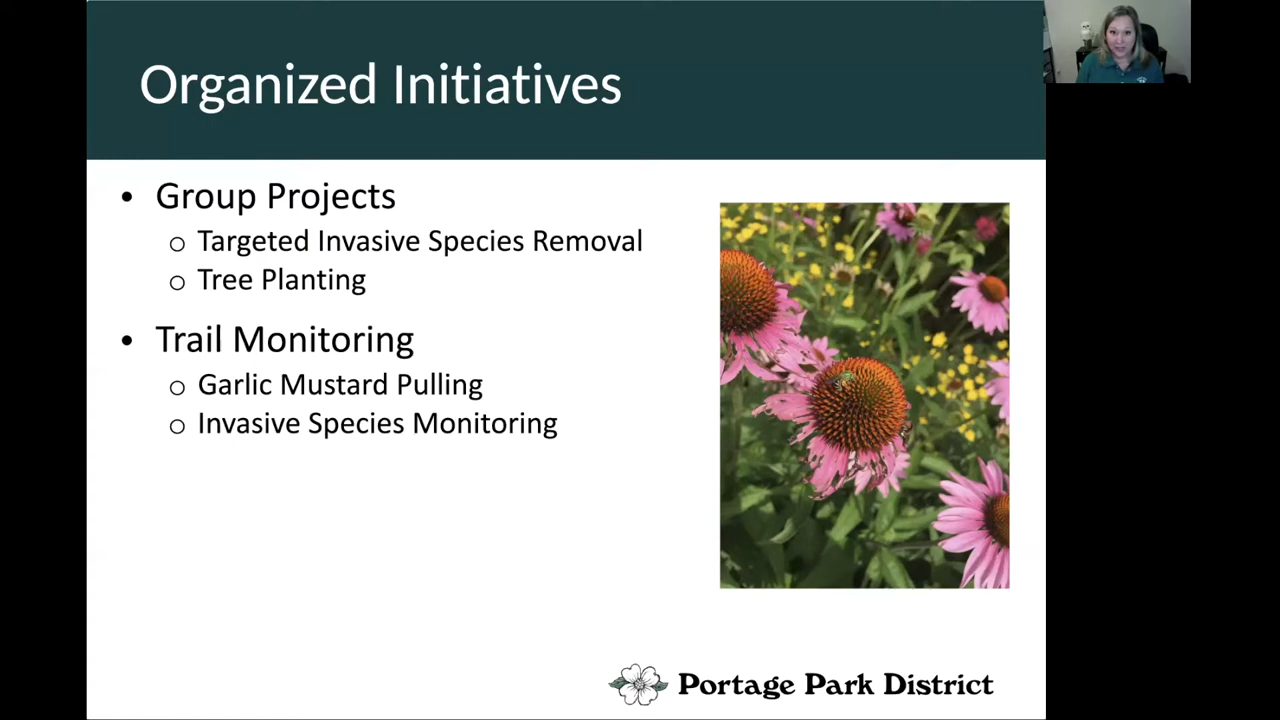 Organized Initiatives
• Group Projects
o Targeted Invasive Species Removal
o Tree Planting
• Trail Monitoring
o Garlic Mustard Pulling
o Invasive Species Monitoring
Portage Park District